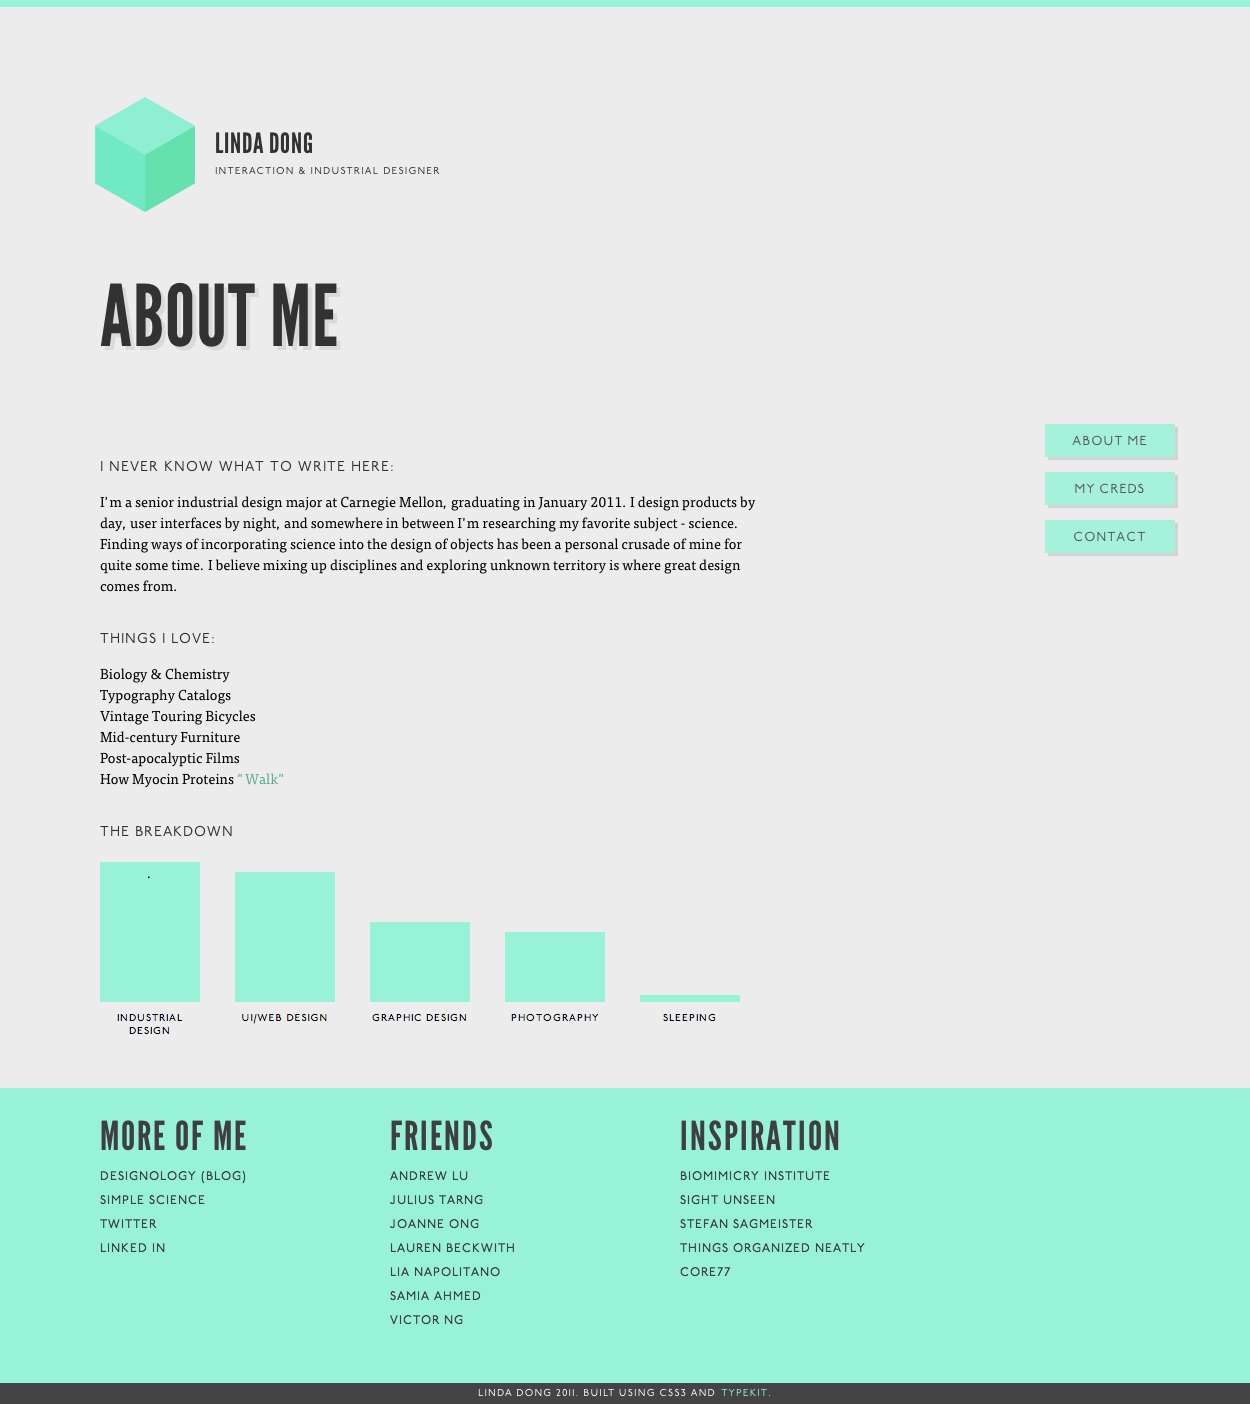 LINDA DONG
INTERACTION & INDUSTRIAL DESIGNER
ABOUT ME
ABOUT ME
MY CREDS
CONTACT
I NEVER KNOW WHAT TO WRITE HERE:
I'm a senior industrial design major at Carnegie Mellon, graduating in January 2011. I design products by
day, user interfaces by night, and somewhere in between I'm researching my favorite subject - science.
Finding ways of incorporating science into the design of objects has been a personal crusade of mine for
quite some time. I believe mixing up disciplines and exploring unknown territory is where great design
comes from.
THINGS I LOVE:
Biology & Chemistry
Typography Catalogs
Vintage Touring Bicycles
Mid-century Furniture
Post-apocalyptic Films
How Myocin Proteins "Walk"
THE BREAKDOWN
.
INDUSTRIAL
DESIGN
UI/WEB DESIGN
GRAPHIC DESIGN
PHOTOGRAPHY
SLEEPING
MORE OF ME
DESIGNOLOGY (BLOG)
SIMPLE SCIENCE
TWITTER
LINKED IN
FRIENDS
ANDREW LU
JULIUS TARNG
JOANNE ONG
LAUREN BECKWITH
LIA NAPOLITANO
SAMIA AHMED
VICTOR NG
INSPIRATION
BIOMIMICRY INSTITUTE
SIGHT UNSEEN
STEFAN SAGMEISTER
THINGS ORGANIZED NEATLY
CORE77
LINDA DONG 2011. BUILT USING CSS3 AND TYPEKIT.